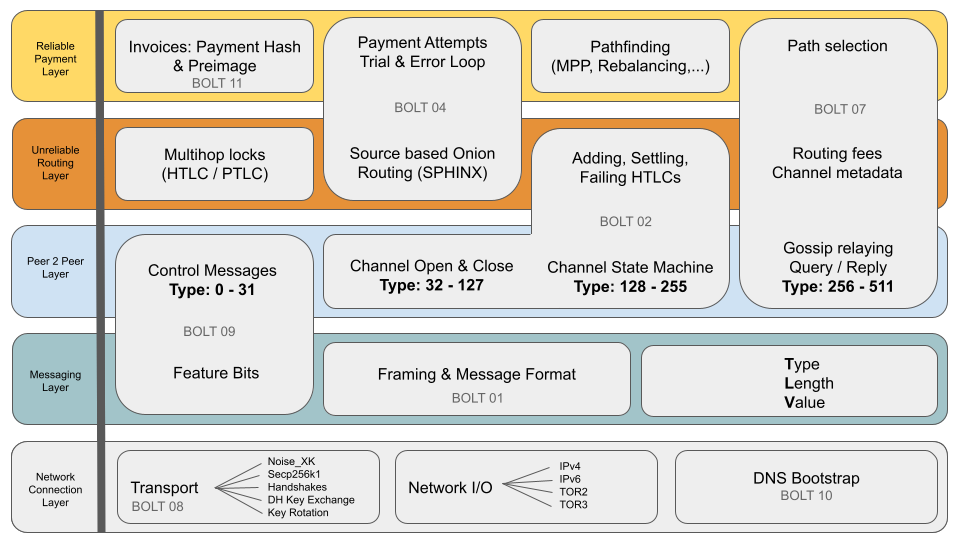 Reliable
Payment
Layer
Invoices: Payment Hash
& Preimage
BOLT 11
Payment Attempts
Trial & Error Loop
BOLT 04
Source based Onion
Routing (SPHINX)
Pathfinding
(MPP, Rebalancing,...)
Path selection
BOLT 07
Routing fees
Channel metadata
Gossip relaying
Query / Reply
Type: 256 - 511
Unreliable
Routing
Layer
Multihop locks
(HTLC / PTLC)
Adding, Settling,
Failing HTLCs
BOLT 02
Channel State Machine
Type: 128 - 255
Peer 2 Peer
Layer
Control Messages
Type: 0 - 31
BOLT 09
Feature Bits
Channel Open & Close
Type: 32 - 127
Messaging
Layer
Framing & Message Format
BOLT 01
Type
Length
Value
Network
Connection
Layer
Transport
BOLT 08
Noise_XK
Secp256k1
Handshakes
DH Key Exchange
Key Rotation
Network I/O
IPv4
IPv6
TOR2
TOR3
DNS Bootstrap
BOLT 10